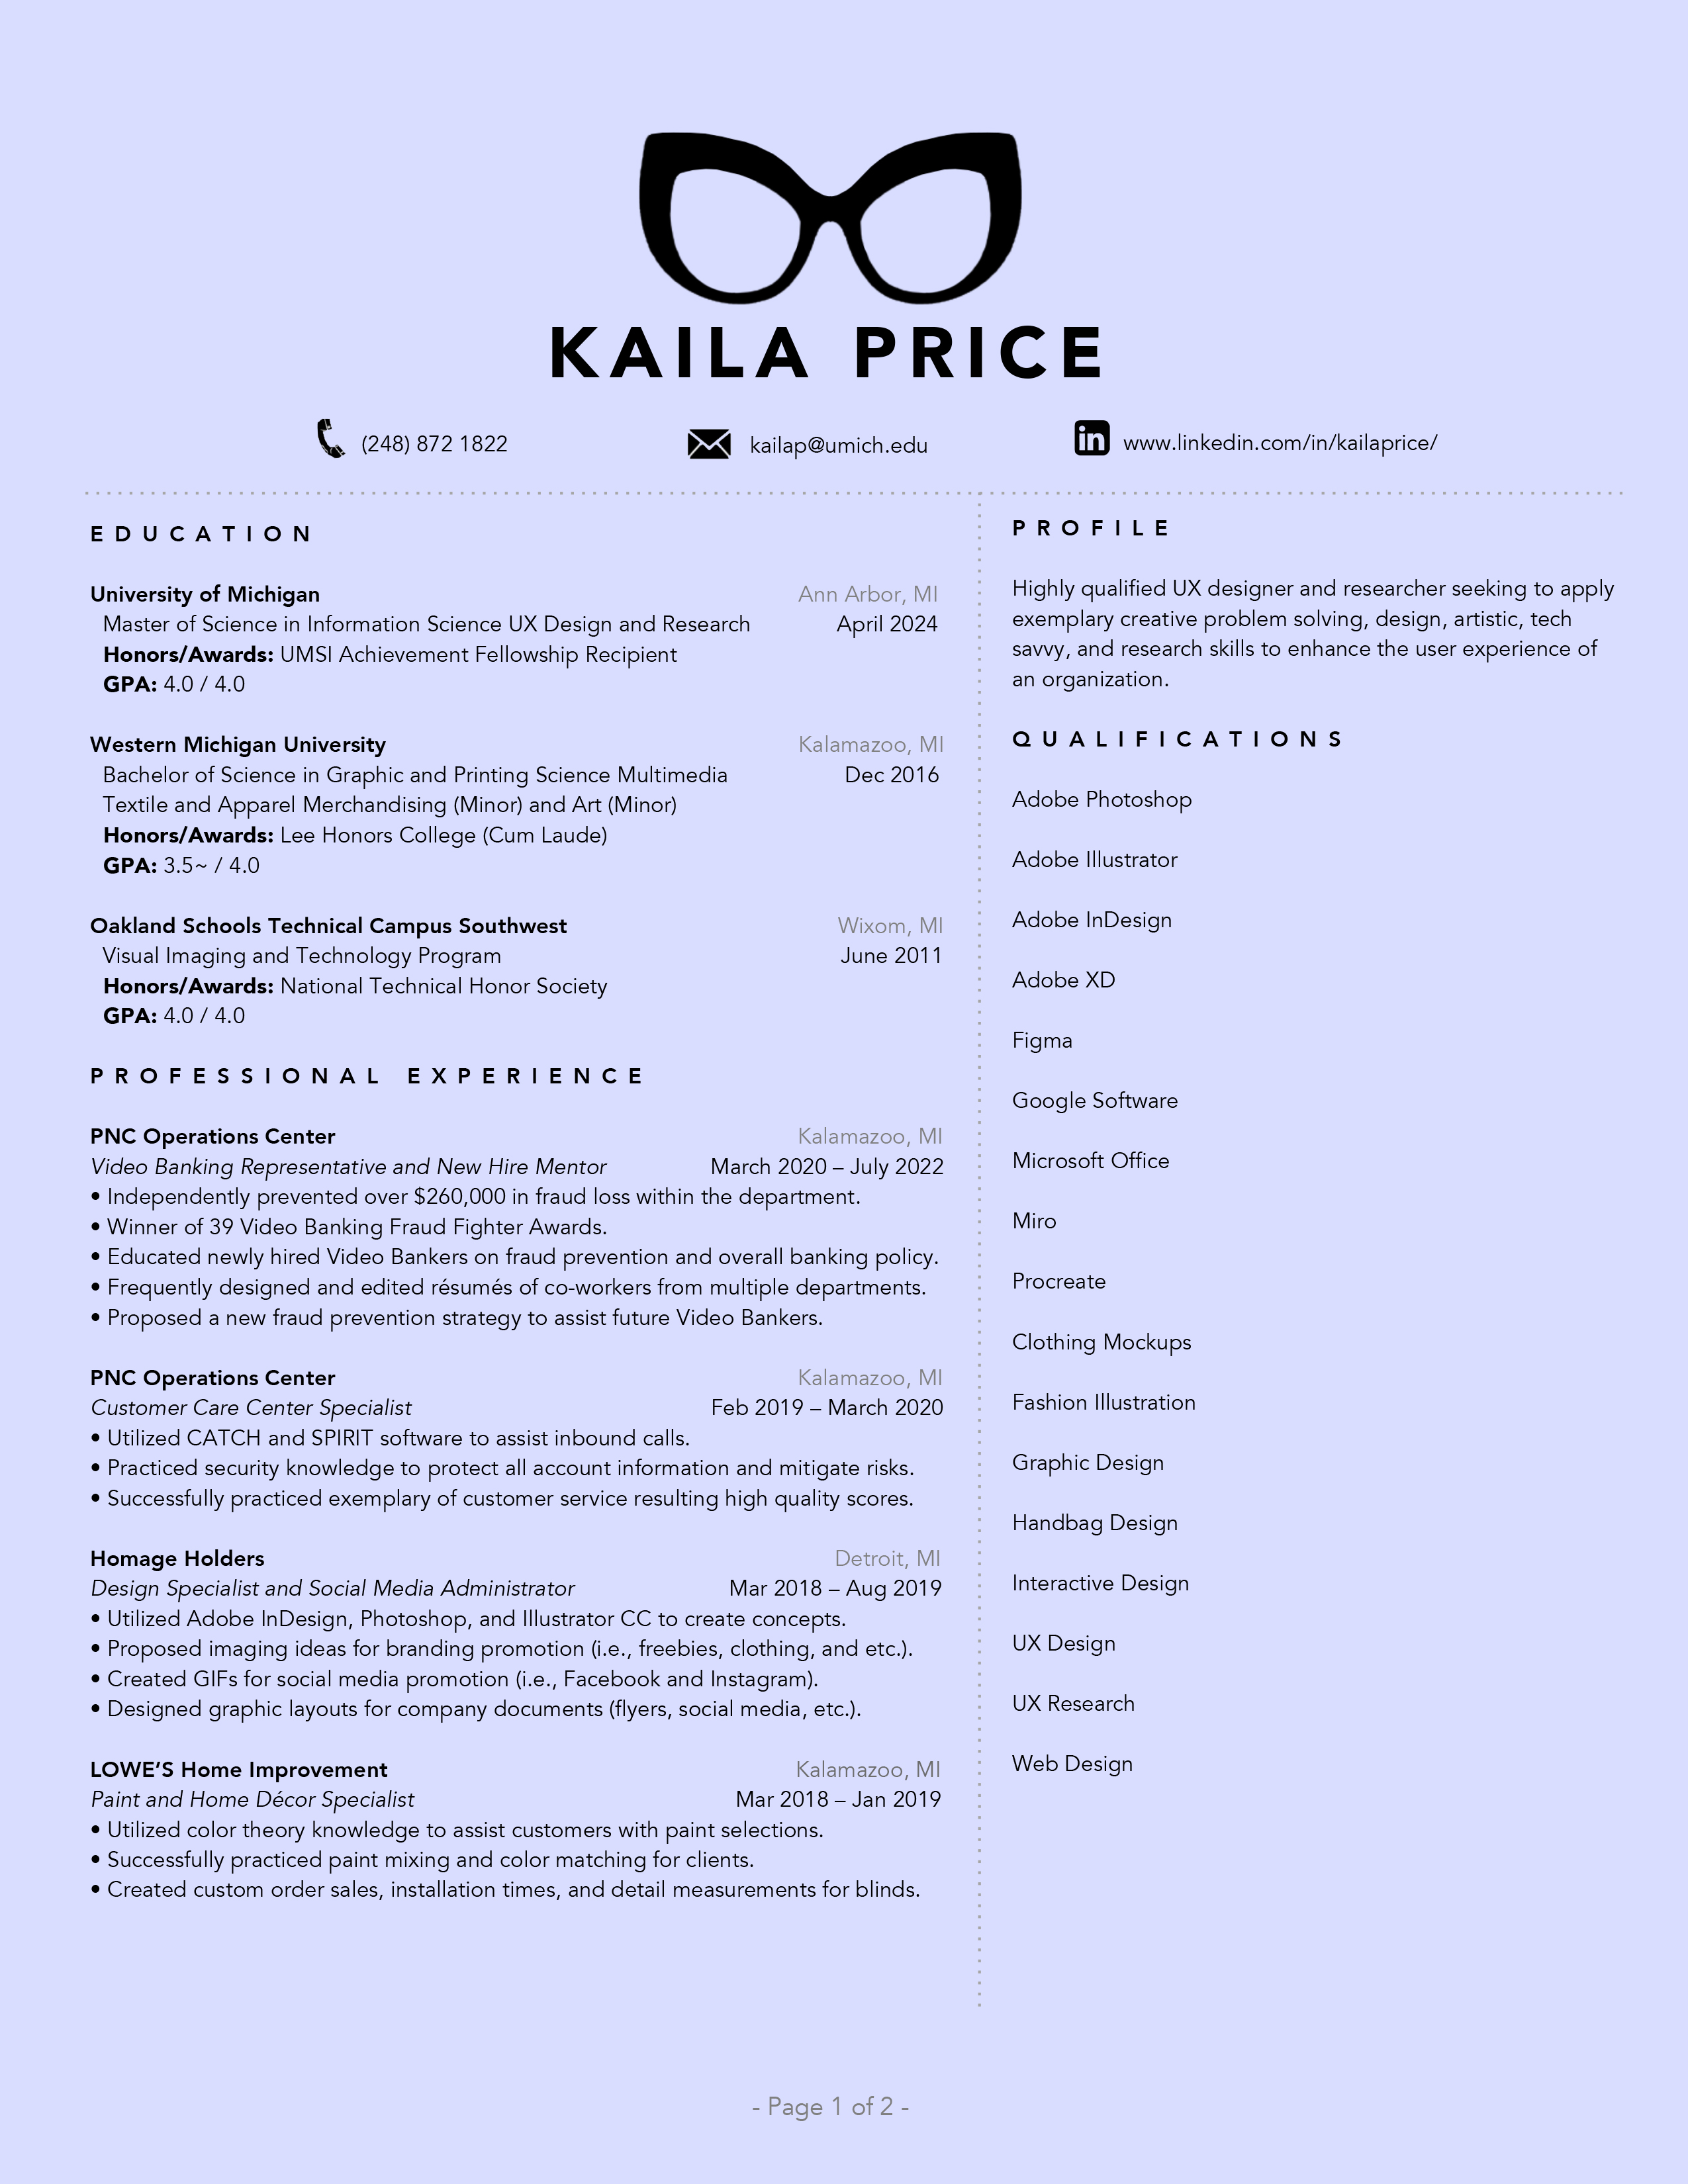 KAILA PRICE
(248) 872 1822
kailap@umich.edu
www.linkedin.com/in/kailaprice/
EDUCATION
University of Michigan Ann Arbor, MI
Master of Science in Information Science UX Design and Research April 2024
Honors/Awards: UMSI Achievement Fellowship Recipient
GPA: 4.0 / 4.0
Western Michigan University Kalamazoo, MI
Bachelor of Science in Graphic and Printing Science Multimedia Dec 2016
Textile and Apparel Merchandising (Minor) and Art (Minor)
Honors/Awards: Lee Honors College (Cum Laude)
GPA: 3.5~ / 4.0
Oakland Schools Technical Campus Southwest Wixom, MI
Visual Imaging and Technology Program June 2011
Honors/Awards: National Technical Honor Society
GPA: 4.0 / 4.0
PROFESSIONAL EXPERIENCE
PNC Operations Center Kalamazoo, MI
Video Banking Representative and New Hire Mentor March 2020 – July 2022
• Independently prevented over $260,000 in fraud loss within the department.
• Winner of 39 Video Banking Fraud Fighter Awards.
• Educated newly hired Video Bankers on fraud prevention and overall banking policy.
• Frequently designed and edited résumés of co-workers from multiple departments.
• Proposed a new fraud prevention strategy to assist future Video Bankers.
PNC Operations Center Kalamazoo, MI
Customer Care Center Specialist Feb 2019 – March 2020
• Utilized CATCH and SPIRIT software to assist inbound calls.
• Practiced security knowledge to protect all account information and mitigate risks.
• Successfully practiced exemplary of customer service resulting high quality scores.
Homage Holders Detroit, MI
Design Specialist and Social Media Administrator Mar 2018 – Aug 2019
• Utilized Adobe InDesign, Photoshop, and Illustrator CC to create concepts.
• Proposed imaging ideas for branding promotion (i.e., freebies, clothing, and etc.).
• Created GIFs for social media promotion (i.e., Facebook and Instagram).
• Designed graphic layouts for company documents (flyers, social media, etc.).
LOWE’S Home Improvement Kalamazoo, MI
Paint and Home Décor Specialist Mar 2018 – Jan 2019
• Utilized color theory knowledge to assist customers with paint selections.
• Successfully practiced paint mixing and color matching for clients.
• Created custom order sales, installation times, and detail measurements for blinds.
PROFILE
Highly qualified UX designer and researcher seeking to apply
exemplary creative problem solving, design, artistic, tech
savvy, and research skills to enhance the user experience of
an organization.
QUALIFICATIONS
Adobe Photoshop
Adobe Illustrator
Adobe InDesign
Adobe XD
Figma
Google Software
Microsoft Office
Miro
Procreate
Clothing Mockups
Fashion Illustration
Graphic Design
Handbag Design
Interactive Design
UX Design
UX Research
Web Design
- Page 1 of 2 -